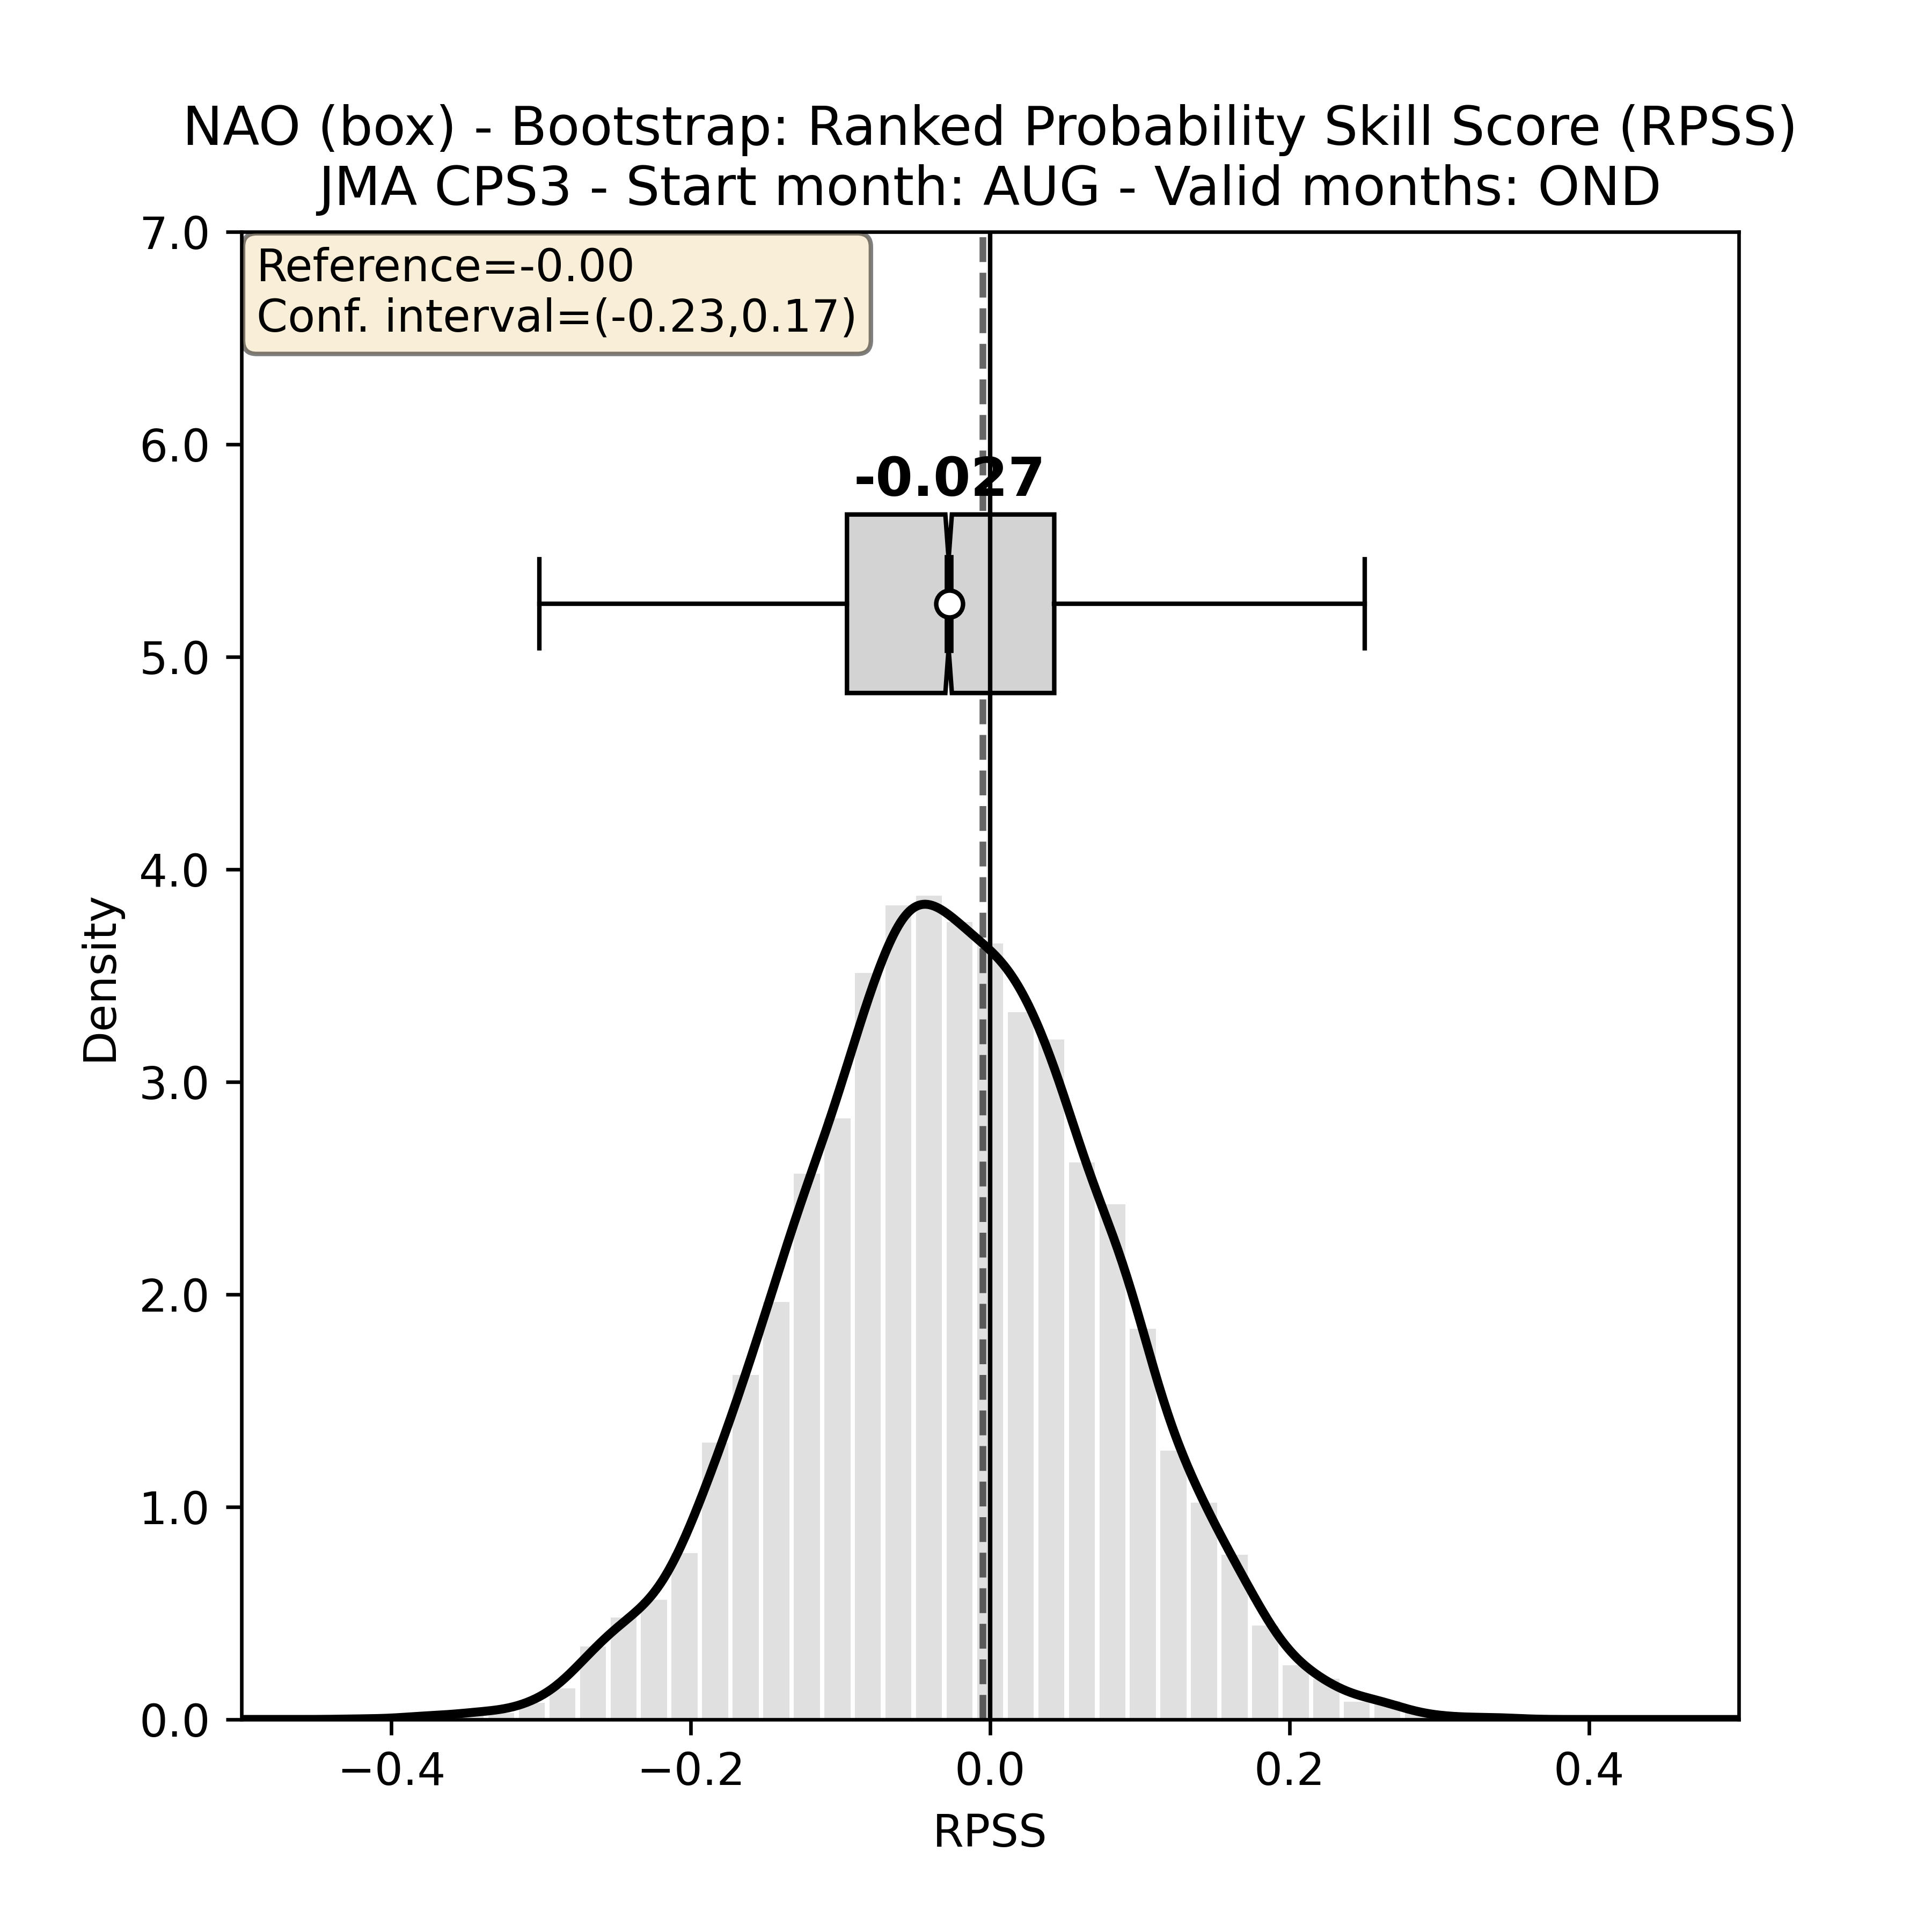 NAO (box) - Bootstrap: Ranked Probability Skill Score (RPSS)
JMA CPS3 - Start month: AUG - Valid months: OND
Reference=-0.00
Conf. interval=(-0.23,0.17)
7.0
6.0
5.0
4.0
3.0
2.0
1.0
0.0
Density
-0.027
−0.4
−0.2
0.0
0.2
0.4
RPSS